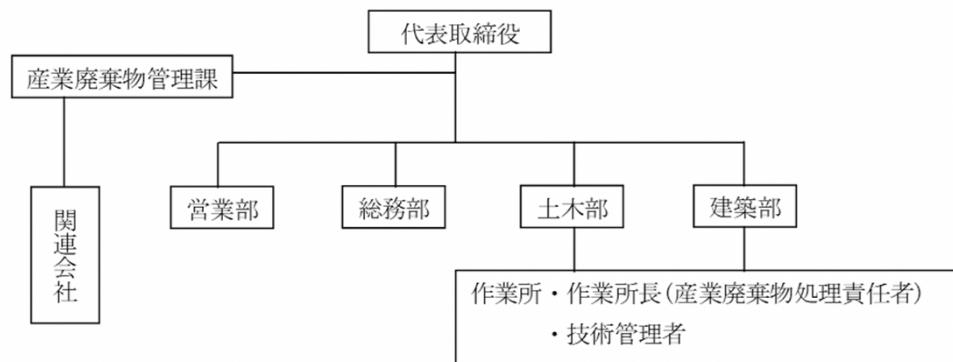 代表取締役
産業廃棄物管理課
営業部
総務部
土木部
建築部
関連会社
作業所・作業所長(産業廃棄物処理責任者)
・技術管理者